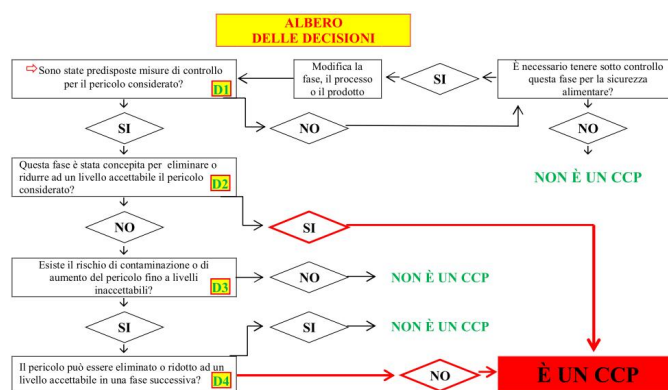 ALBERO
DELLE DECISIONI
⇨Sono state predisposte misure di controllo
per il pericolo considerato?
D1
Modifica la
fase, il processo
o il prodotto
SI
È necessario tenere sotto controllo
questa fase per la sicurezza
alimentare?
SI
NO
NO
NON È UN CCP
Questa fase è stata concepita per eliminare o
ridurre ad un livello accettabile il pericolo
considerato?
D2
NO
SI
Esiste il rischio di contaminazione o di
aumento del pericolo fino a livelli
inaccettabili?
D3
NO
NON È UN CCP
SI
SI
NON È UN CCP
Il pericolo può essere eliminato o ridotto ad un
livello accettabile in una fase successiva?
D4
NO
È UN CCP